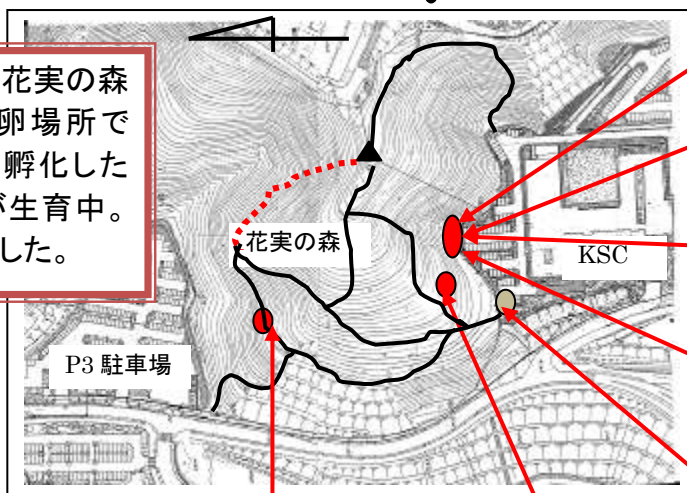 花実の森
卵場所で
孵化した
が生育中。
した。
花実の森
KSC
P3 駐車場